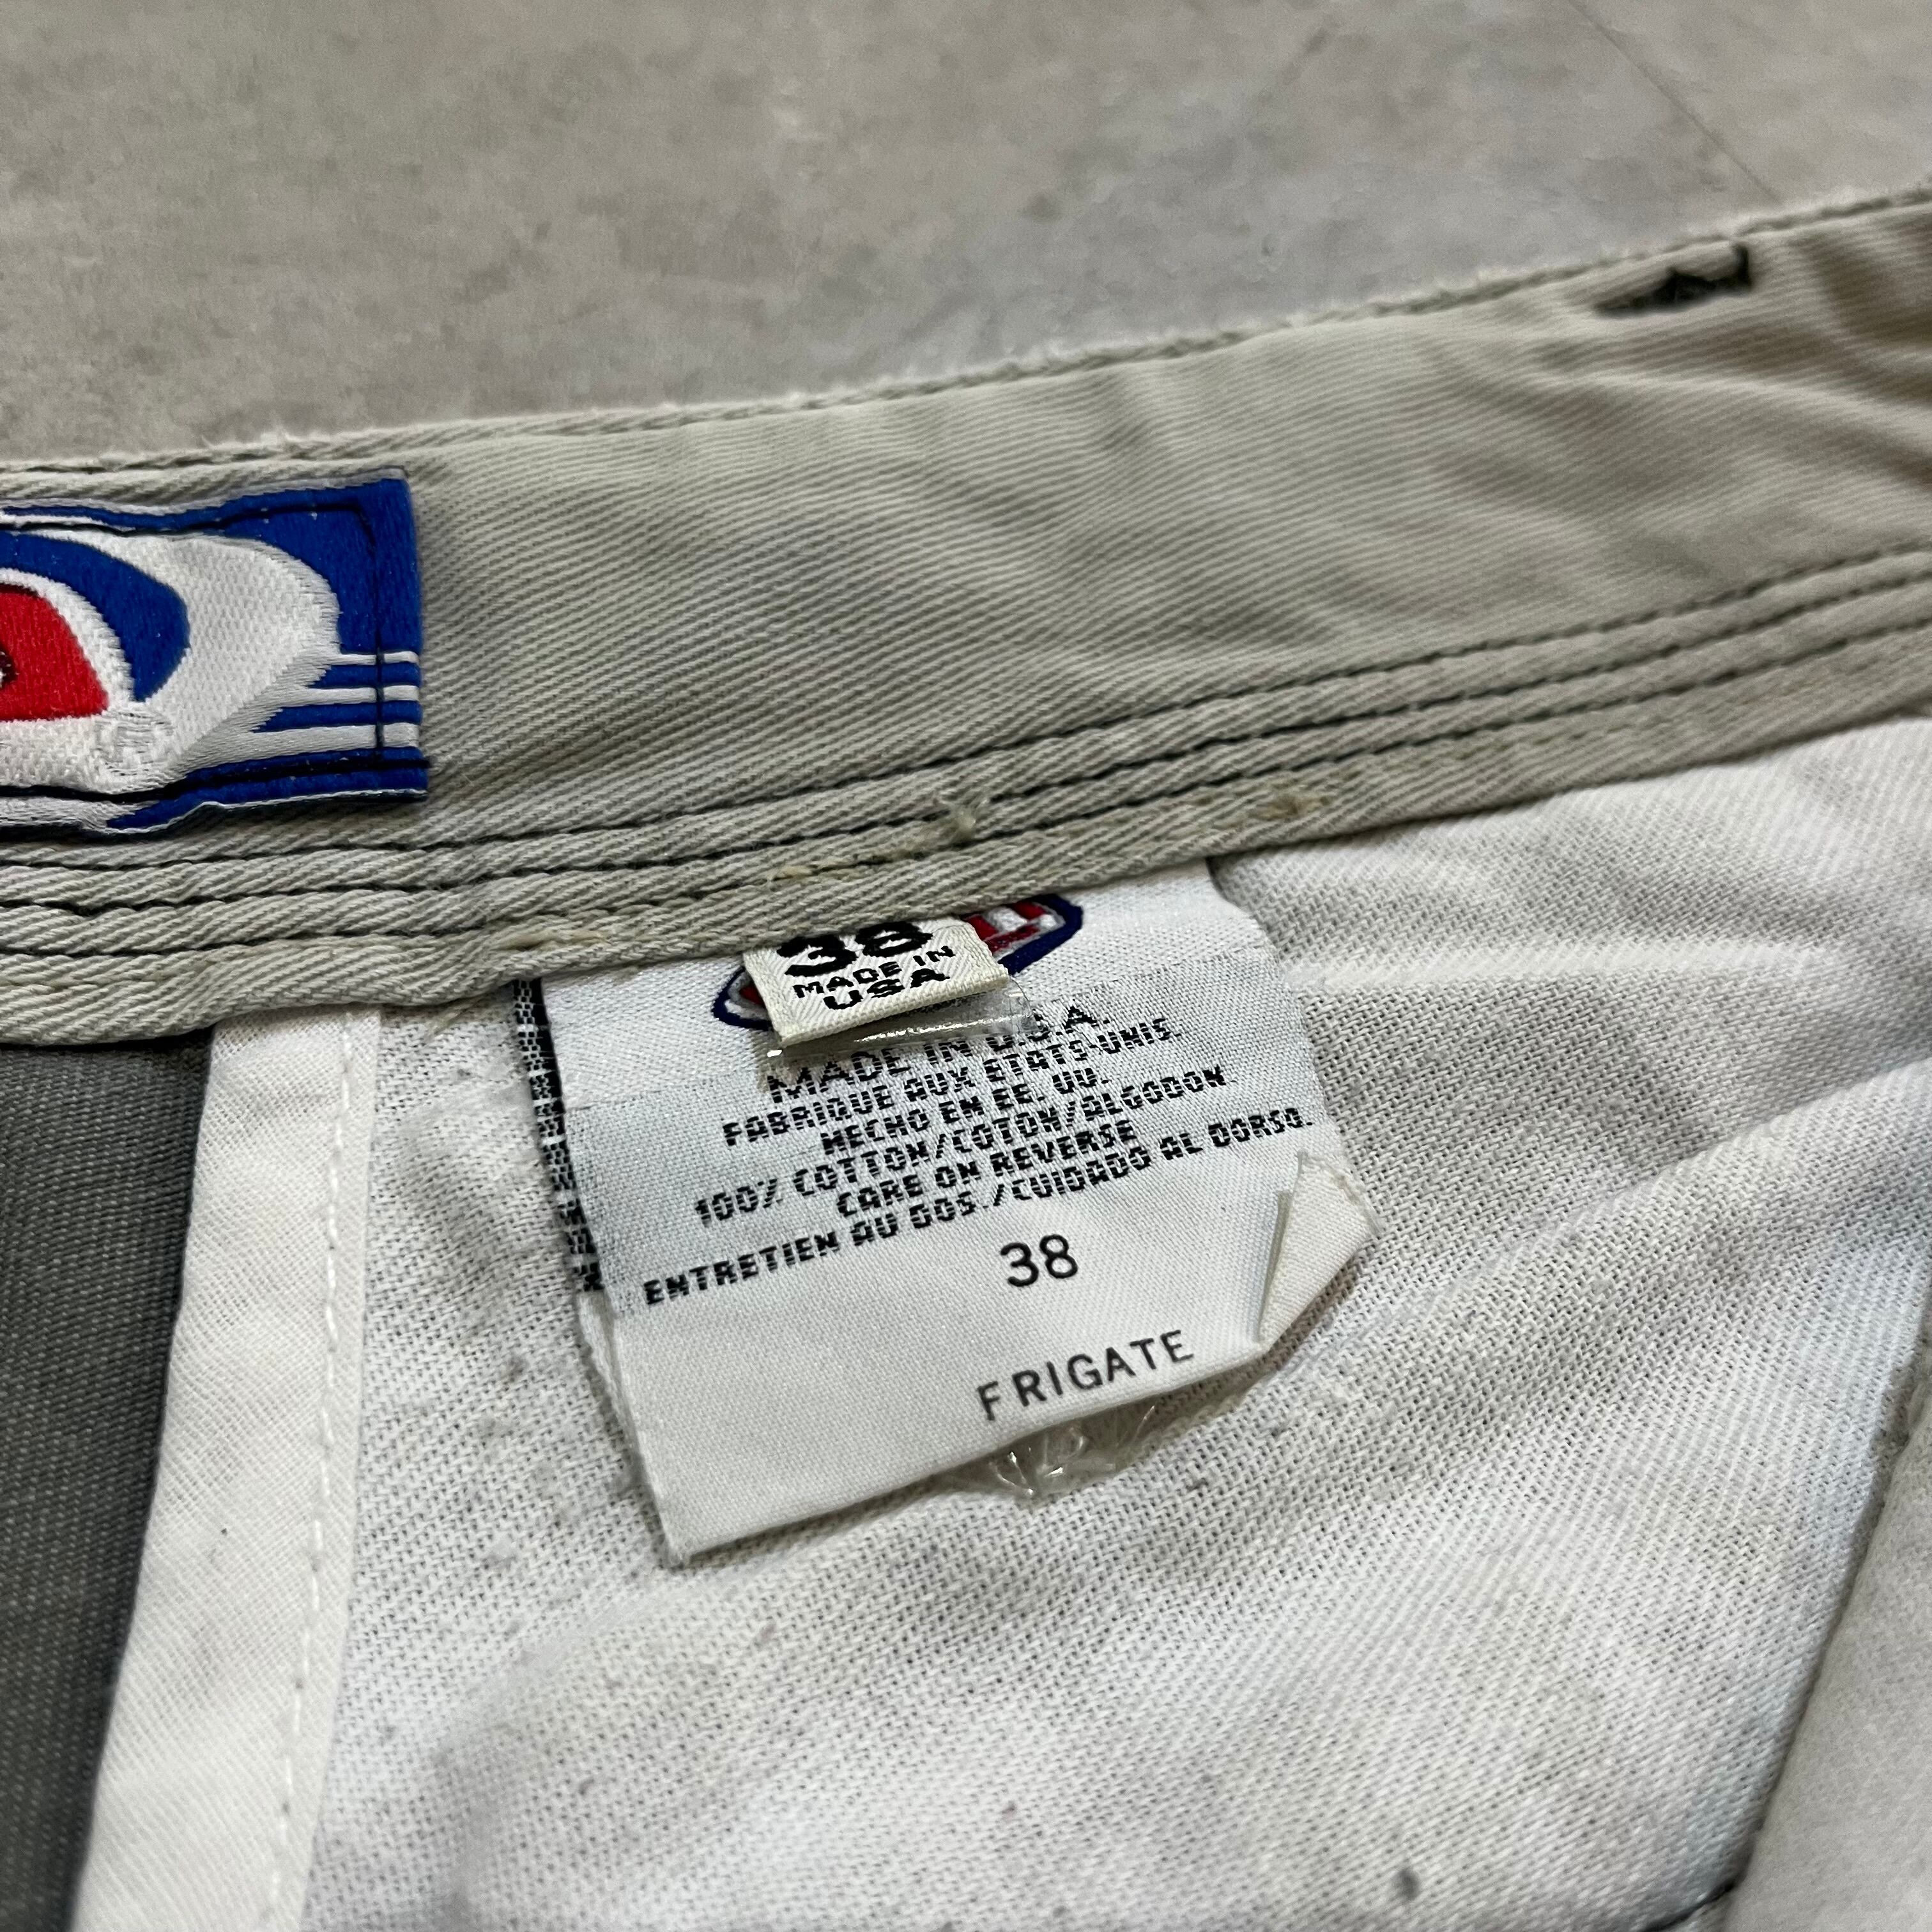 38
MADE IN
USA
MADE IN U.S.A.
FABRIQUE AUX ETATS-UNIS.
HECHO EN EE. UU.
100% COTTON/COTON/ALGODON.
CARE ON REVERSE
ENTRETIEN AU DOS./CUIDADO AL DORSO.
38
FRIGATE